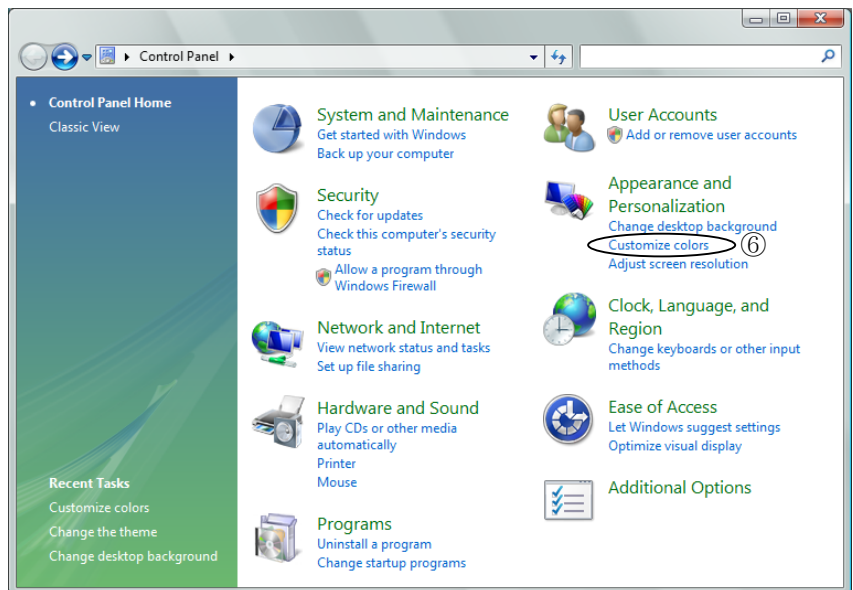 Control Panel
Control Panel Home
Classic View
Recent Tasks
Customize colors
Change the theme
Change desktop background
System and Maintenance
Get started with Windows
Back up your computer
Security
Check for updates
Check this computer's security
status
Allow a program through
Windows Firewall
Network and Internet
View network status and tasks
Set up file sharing
Hardware and Sound
Play CDs or other media
automatically
Printer
Mouse
Programs
Uninstall a program
Change startup programs
User Accounts
Add or remove user accounts
Appearance and
Personalization
Change desktop background
Customize colors ⑥
Adjust screen resolution
Clock, Language, and
Region
Change keyboards or other input
methods
Ease of Access
Let Windows suggest settings
Optimize visual display
Additional Options